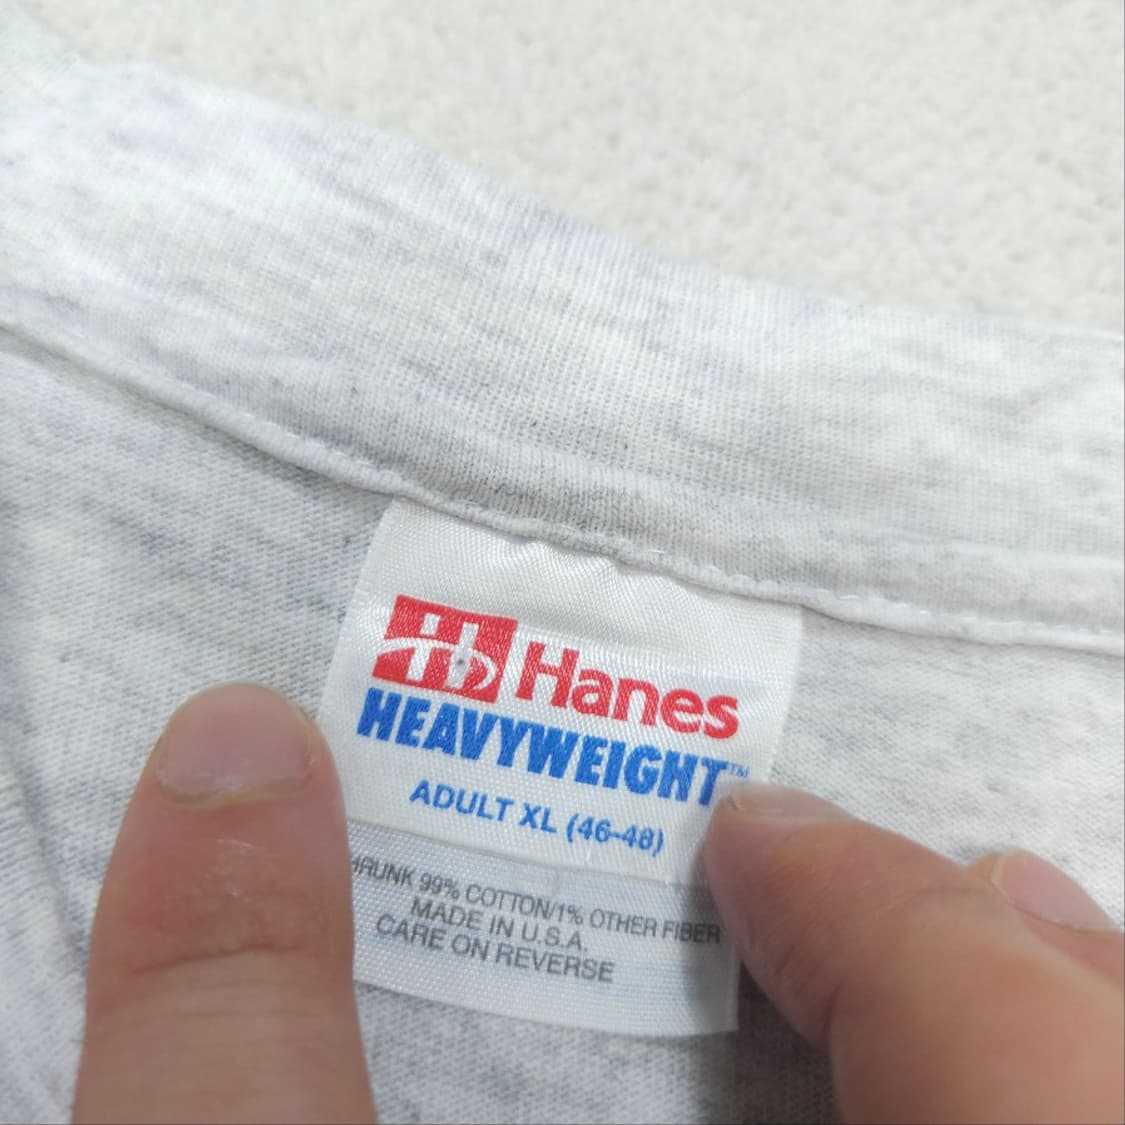 Hanes
HEAVYWEIGHT™
ADULT XL (46-48)
99% COTTON/1% OTHER FIBER
MADE IN U.S.A.
CARE ON REVERSE